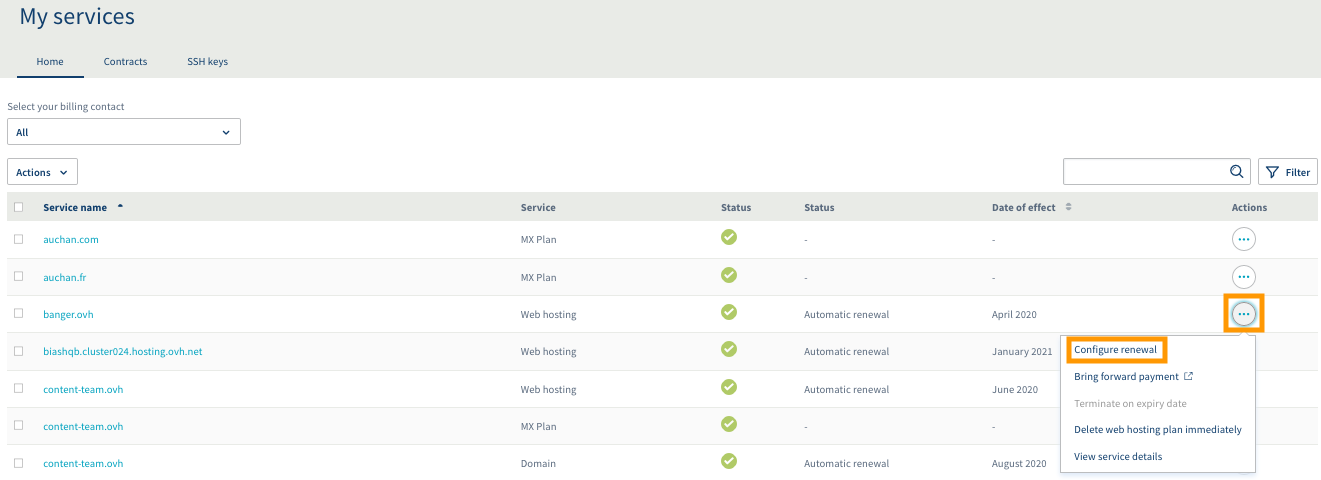 My services
Home Contracts SSH keys
Select your billing contact
All
Actions Filter
Service name Service Status Status Date of effect Actions
auchan.com MX Plan - -
auchan.fr MX Plan - -
banger.ovh Web hosting Automatic renewal April 2020
biashqb.cluster024.hosting.ovh.net Web hosting Automatic renewal January 2021
Configure renewal
Bring forward payment
content-team.ovh Web hosting Automatic renewal June 2020
Terminate on expiry date
content-team.ovh MX Plan - -
Delete web hosting plan immediately
View service details
content-team.ovh Domain Automatic renewal August 2020